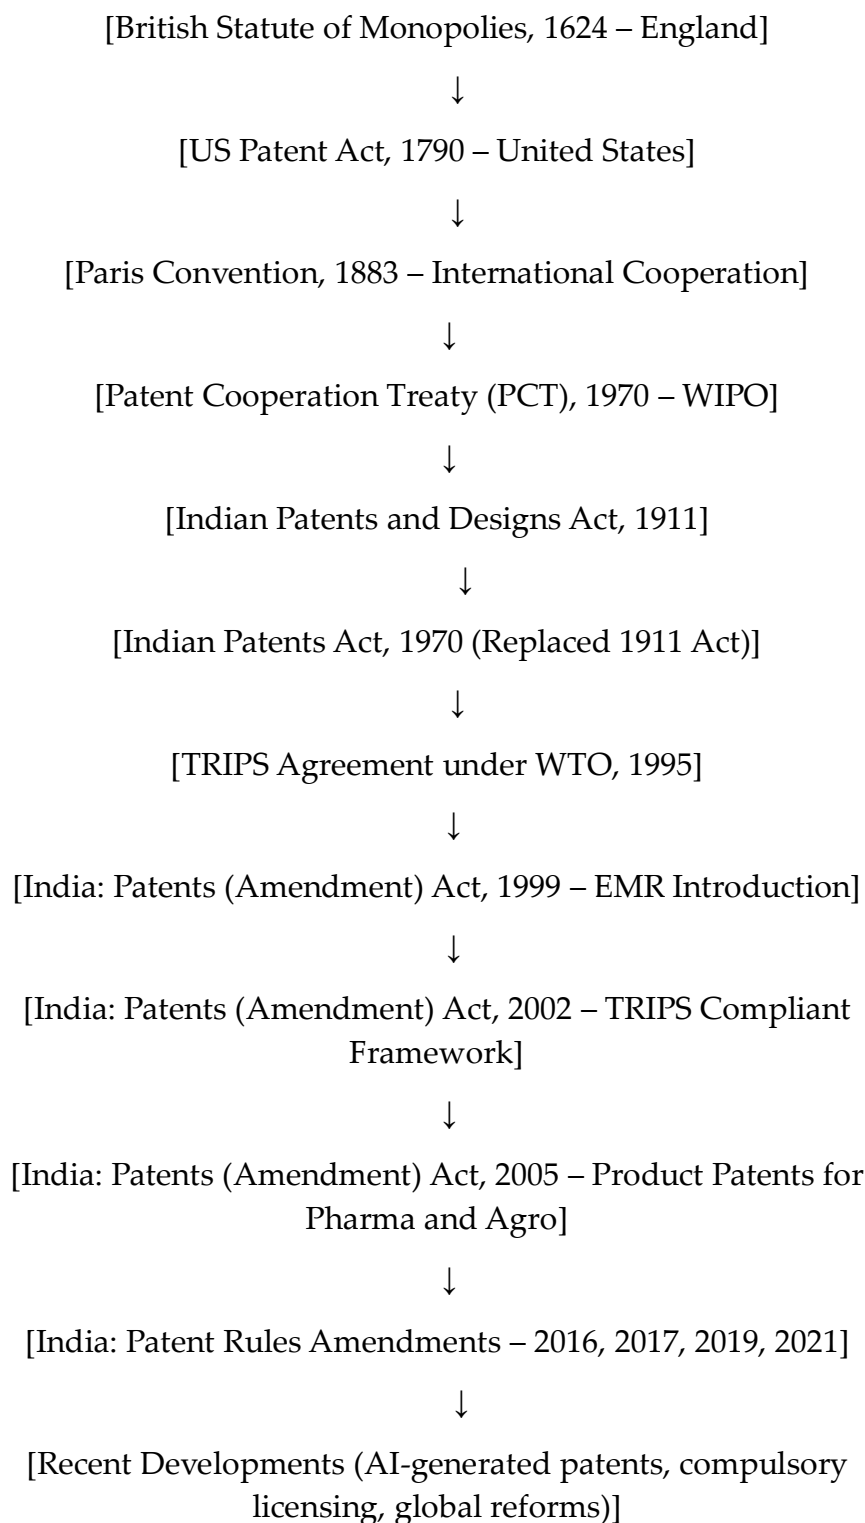 [British Statute of Monopolies, 1624 – England]
↓
[US Patent Act, 1790 – United States]
↓
[Paris Convention, 1883 – International Cooperation]
↓
[Patent Cooperation Treaty (PCT), 1970 – WIPO]
↓
[Indian Patents and Designs Act, 1911]
↓
[Indian Patents Act, 1970 (Replaced 1911 Act)]
↓
[TRIPS Agreement under WTO, 1995]
↓
[India: Patents (Amendment) Act, 1999 – EMR Introduction]
↓
[India: Patents (Amendment) Act, 2002 – TRIPS Compliant
Framework]
↓
[India: Patents (Amendment) Act, 2005 – Product Patents for
Pharma and Agro]
↓
[India: Patent Rules Amendments – 2016, 2017, 2019, 2021]
↓
[Recent Developments (AI-generated patents, compulsory
licensing, global reforms)]